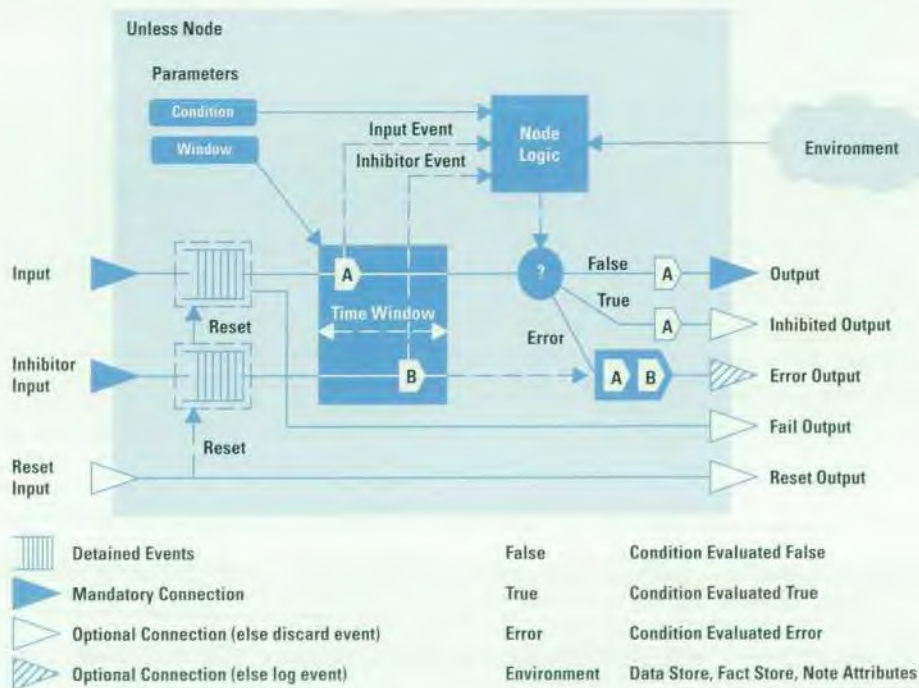 Unless Node
Parameters
Condition
Window
Input Event
Inhibitor Event
Node
Logic
Environment
Input
A
?
False
A
Output
Reset
Time Window
True
A
Inhibited Output
Error
Inhibitor
Input
B
A B
Error Output
Reset
Fail Output
Reset
Input
Reset Output
Detained Events
False Condition Evaluated False
Mandatory Connection
True Condition Evaluated True
Optional Connection (else discard event)
Error Condition Evaluated Error
Optional Connection (else log event)
Environment Data Store, Fact Store, Note Attributes